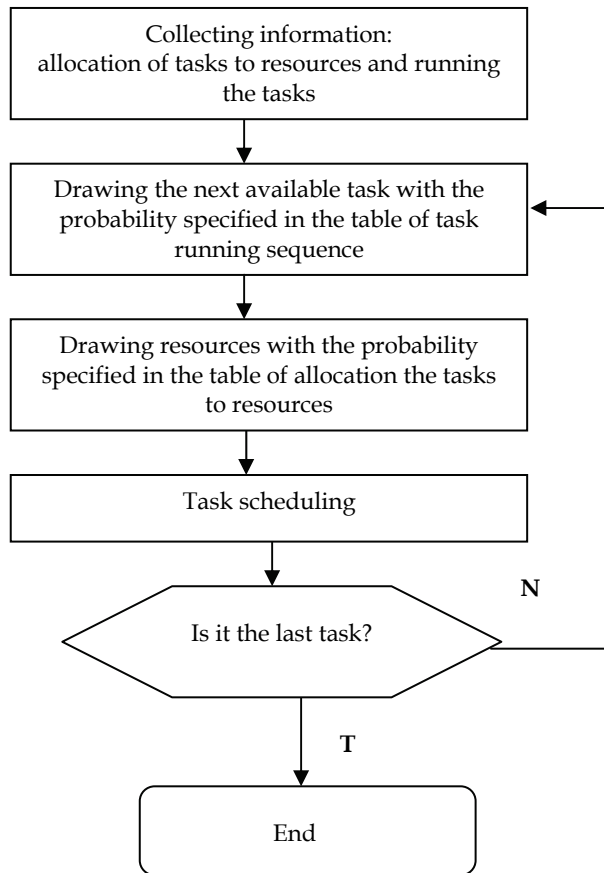 Collecting information:
allocation of tasks to resources and running
the tasks
Drawing the next available task with the
probability specified in the table of task
running sequence
Drawing resources with the probability
specified in the table of allocation the tasks
to resources
Task scheduling
N
Is it the last task?
T
End